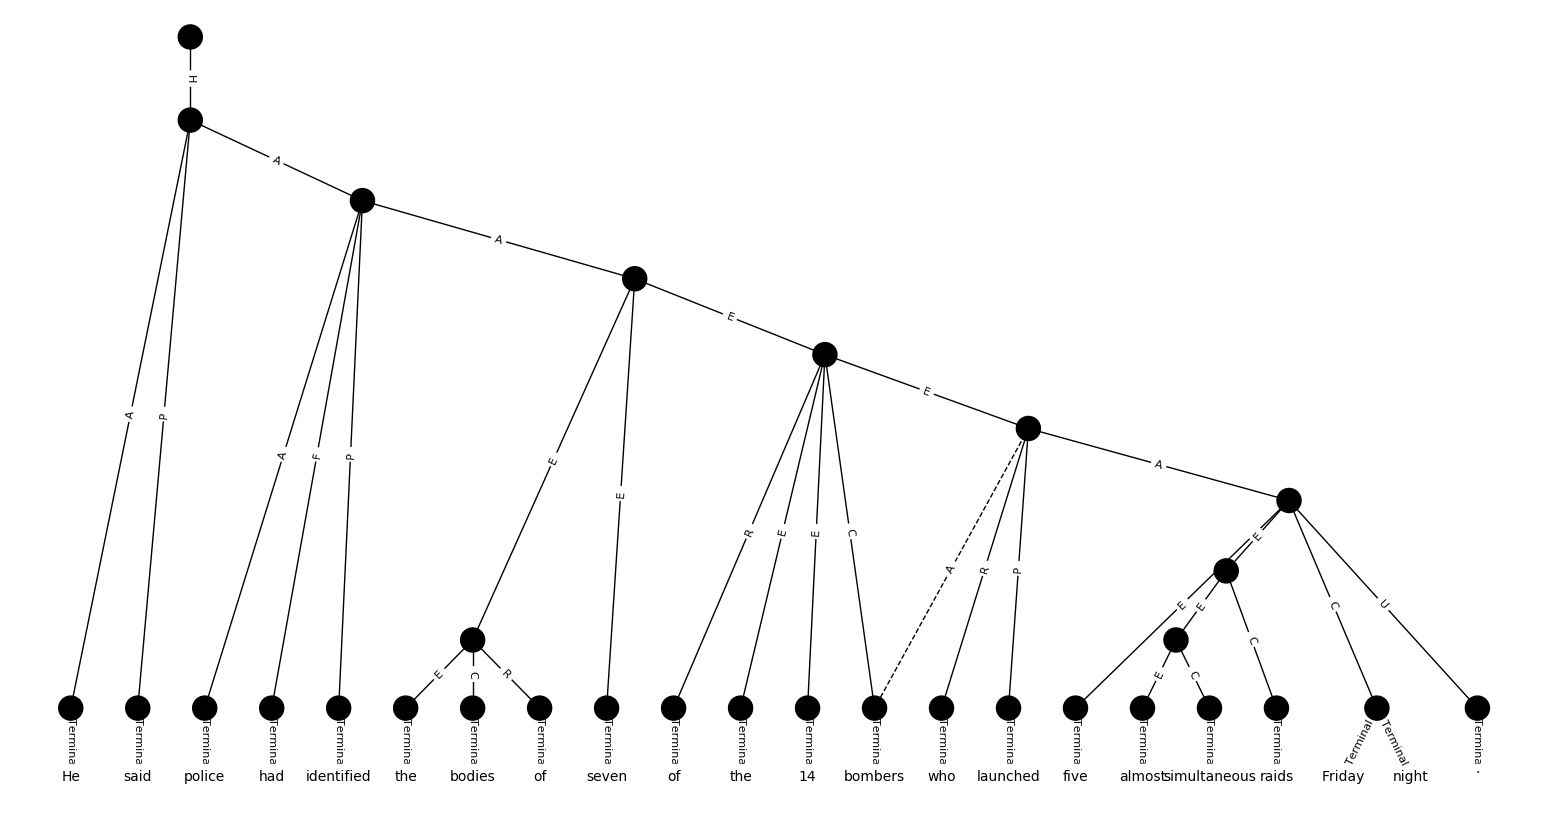 H
A
A
E
E
A
A
P
A
F
P
E
E
R
E
E
C
A
R
P
E
E
E
C
C
U
E
C
R
E
C
Termina Termina Termina Termina Termina Termina Termina Termina Termina Termina Termina Termina Termina Termina Termina Termina Termina Termina Termina Terminal Terminal Termina
He said police had identified the bodies of seven of the 14 bombers who launched five almost simultaneous raids Friday night .